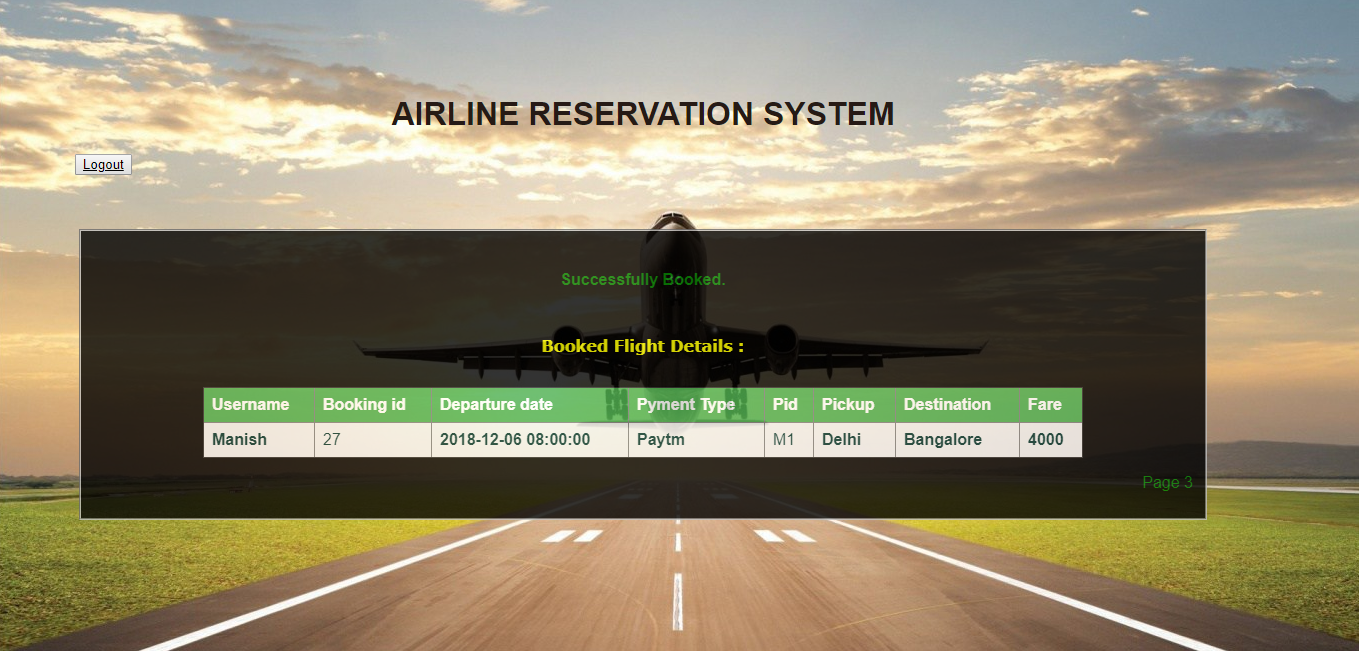 AIRLINE RESERVATION SYSTEM
Logout
Successfully Booked.
Booked Flight Details :
Username Booking id Departure date Pyment Type Pid Pickup Destination Fare
Manish 27 2018-12-06 08:00:00 Paytm M1 Delhi Bangalore 4000
Page 3